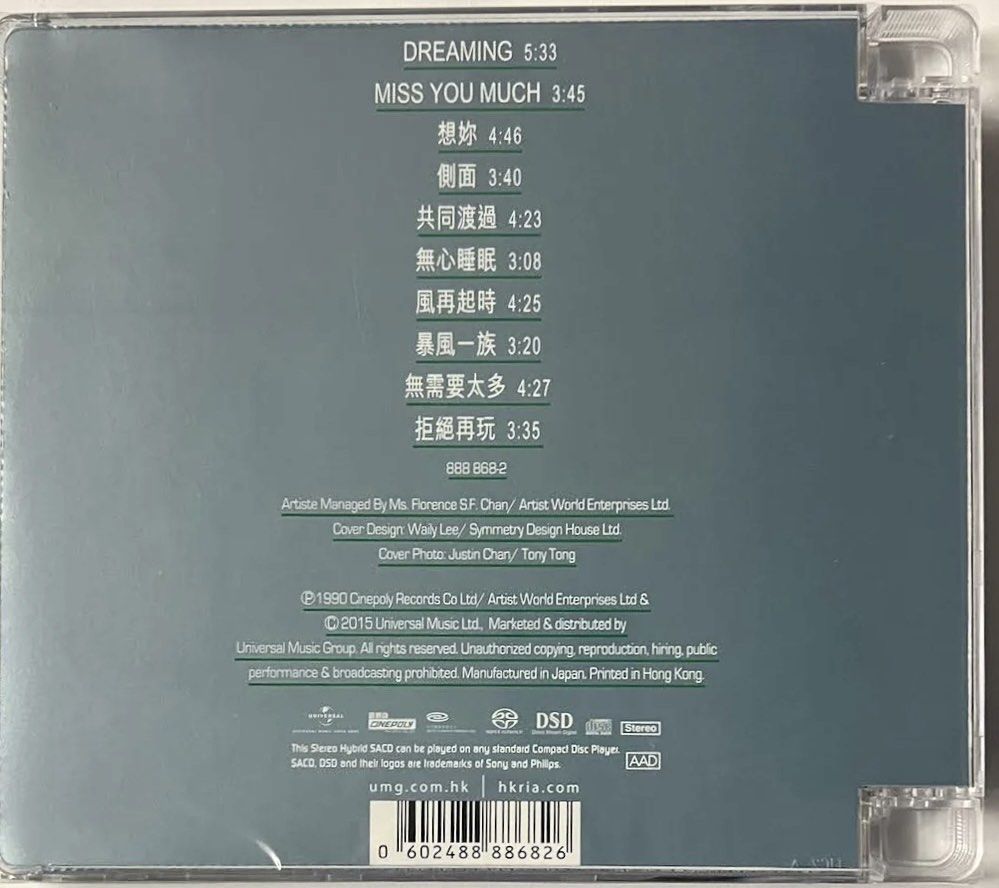 DREAMING 5:33
MISS YOU MUCH 3:45
想妳 4:46
側面 3:40
共同渡過 4:23
無心睡眠 3:08
風再起時 4:25
暴風一族 3:20
無需要太多 4:27
拒絕再玩 3:35
888 868-2
Artiste Managed By Ms. Florence S.F. Chan/ Artist World Enterprises Ltd.
Cover Design: Waily Lee/ Symmetry Design House Ltd.
Cover Photo: Justin Chan/ Tony Tong
Ⓟ1990 Cinepoly Records Co Ltd/ Artist World Enterprises Ltd &
Ⓒ2015 Universal Music Ltd., Marketed & distributed by
Universal Music Group. All rights reserved. Unauthorized copying, reproduction, hiring, public
performance & broadcasting prohibited. Manufactured in Japan. Printed in Hong Kong.
UNIVERSAL CINEPOLY DSD disc Stereo
This Stereo Hybrid SACD can be played on any standard Compact Disc Player.
SACD, DSD and their logos are trademarks of Sony and Philips.
AAD
umg.com.hk | hkria.com
0 602488 886826